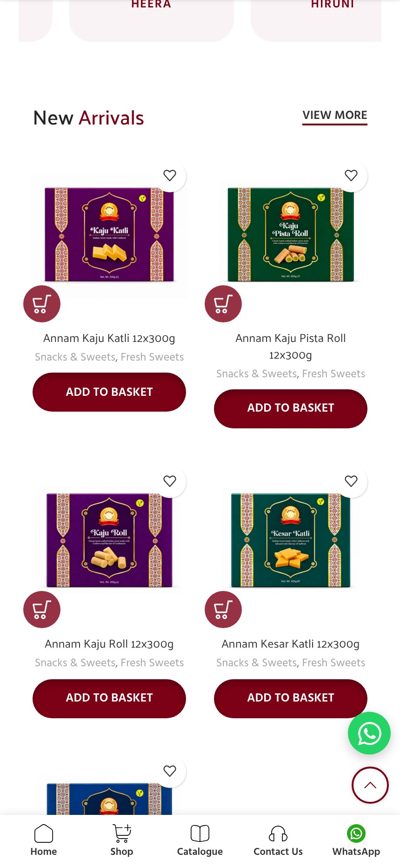 HEERA
HIRUNI
New Arrivals
VIEW MORE
Kaju Katli
Kaju
Pista Roll
Annam Kaju Katli 12x300g
Snacks & Sweets, Fresh Sweets
ADD TO BASKET
Annam Kaju Pista Roll
12x300g
Snacks & Sweets, Fresh Sweets
ADD TO BASKET
Kaju Roll
Kesar Katli
Annam Kaju Roll 12x300g
Snacks & Sweets, Fresh Sweets
ADD TO BASKET
Annam Kesar Katli 12x300g
Snacks & Sweets, Fresh Sweets
ADD TO BASKET
Home
Shop
Catalogue
Contact Us
WhatsApp